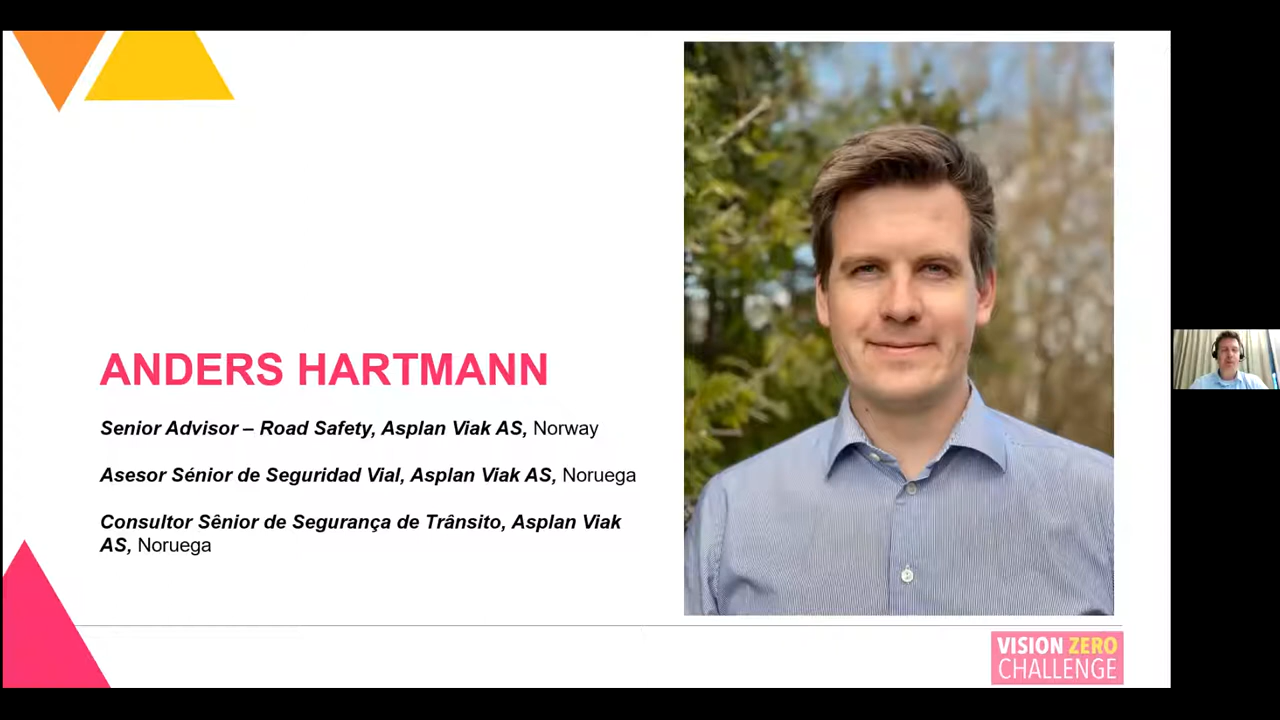 ANDERS HARTMANN
Senior Advisor – Road Safety, Asplan Viak AS, Norway
Asesor Sénior de Seguridad Vial, Asplan Viak AS, Noruega
Consultor Sênior de Segurança de Trânsito, Asplan Viak
AS, Noruega
VISION ZERO
CHALLENGE